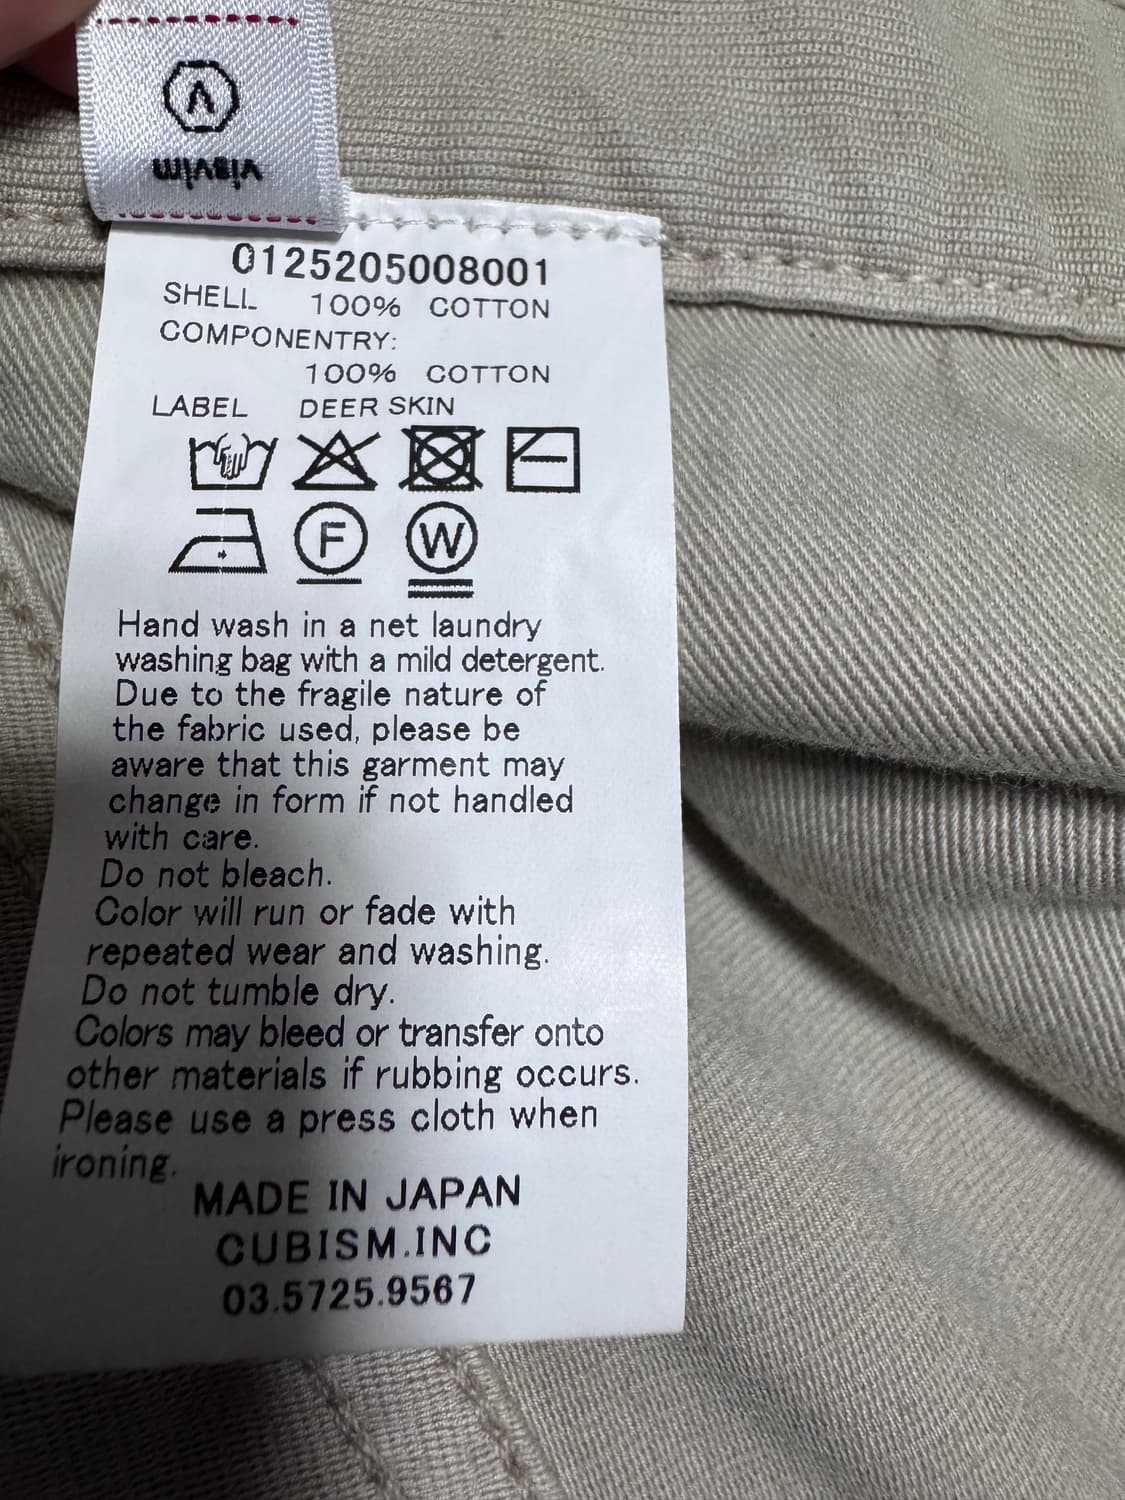 visvim
0125205008001
SHELL 100% COTTON
COMPONENTRY:
100% COTTON
LABEL DEER SKIN
F W
Hand wash in a net laundry
washing bag with a mild detergent.
Due to the fragile nature of
the fabric used, please be
aware that this garment may
change in form if not handled
with care.
Do not bleach.
Color will run or fade with
repeated wear and washing.
Do not tumble dry.
Colors may bleed or transfer onto
other materials if rubbing occurs.
Please use a press cloth when
ironing.
MADE IN JAPAN
CUBISM.INC
03.5725.9567